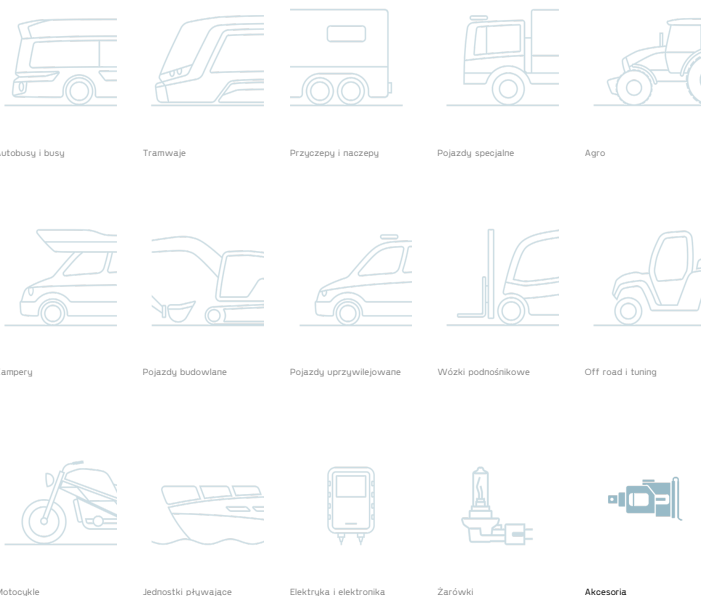 utobusy i busy
Tramwaje
Przyczepy i naczepy
Pojazdy specjalne
Agro
ampery
Pojazdy budowlane
Pojazdy uprzywilejowane
Wózki podnośnikowe
Off road i tuning
Motocykle
Jednostki pływające
Elektryka i elektronika
Żarówki
Akcesoria